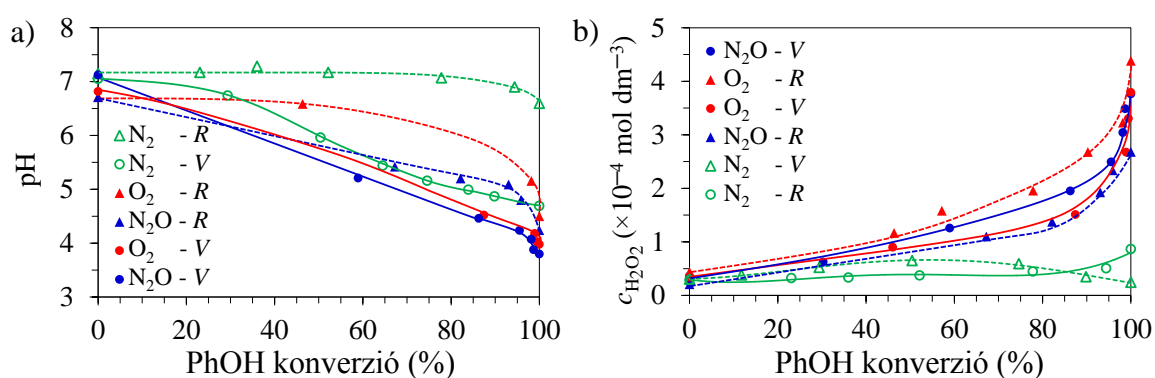 a)
pH
8
7
6
5
4
3
N₂ - R
N₂ - V
O₂ - R
N₂O - R
O₂ - V
N₂O - V
0 20 40 60 80 100
PhOH konverzió (%)
b)
c_H₂O₂ (×10⁻⁴ mol dm⁻³)
5
4
3
2
1
0
N₂O - V
O₂ - R
O₂ - V
N₂O - R
N₂ - V
N₂ - R
0 20 40 60 80 100
PhOH konverzió (%)